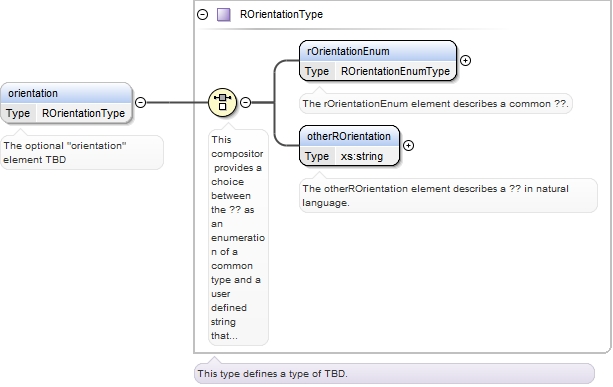 ROrientationType
rOrientationEnum
Type ROrientationEnumType
The rOrientationEnum element describes a common ??.
orientation
Type ROrientationType
The optional "orientation"
element TBD
otherROrientation
Type xs:string
The otherROrientation element describes a ?? in natural
language.
This
compositor
provides a
choice
between
the ?? as
an
enumeratio
n of a
common
type and a
user
defined
string
that...
This type defines a type of TBD.